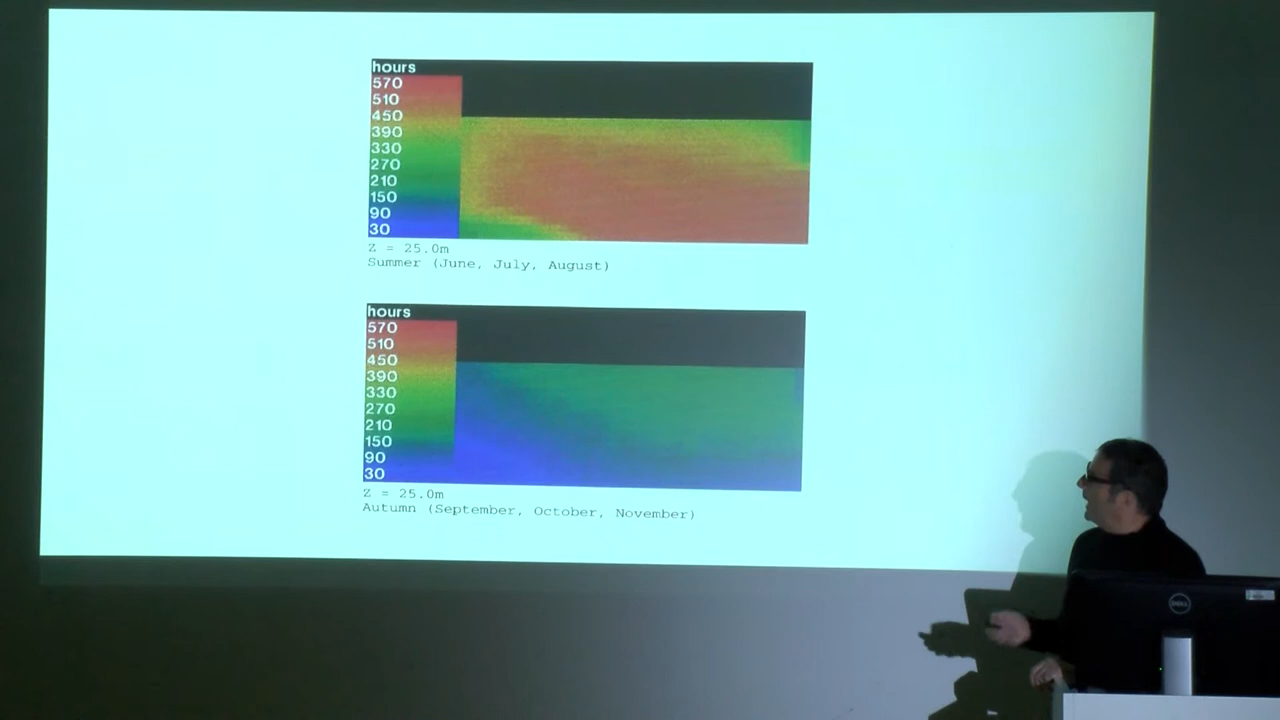 hours
570
510
450
390
330
270
210
150
90
30
Z = 25.0m
Summer (June, July, August)
hours
570
510
450
390
330
270
210
150
90
30
Z = 25.0m
Autumn (September, October, November)
DELL